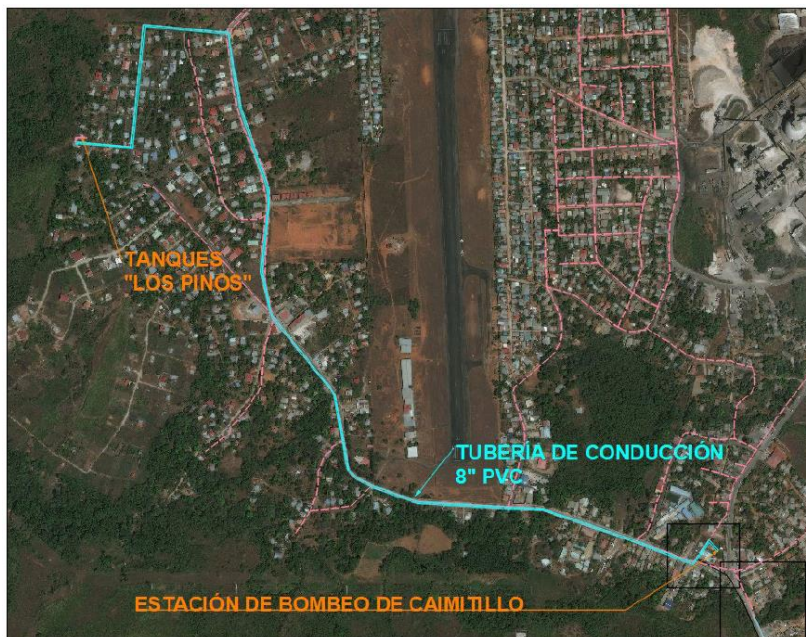 TANQUES
"LOS PINOS"
TUBERÍA DE CONDUCCIÓN
8" PVC.
ESTACIÓN DE BOMBEO DE CAIMITILLO